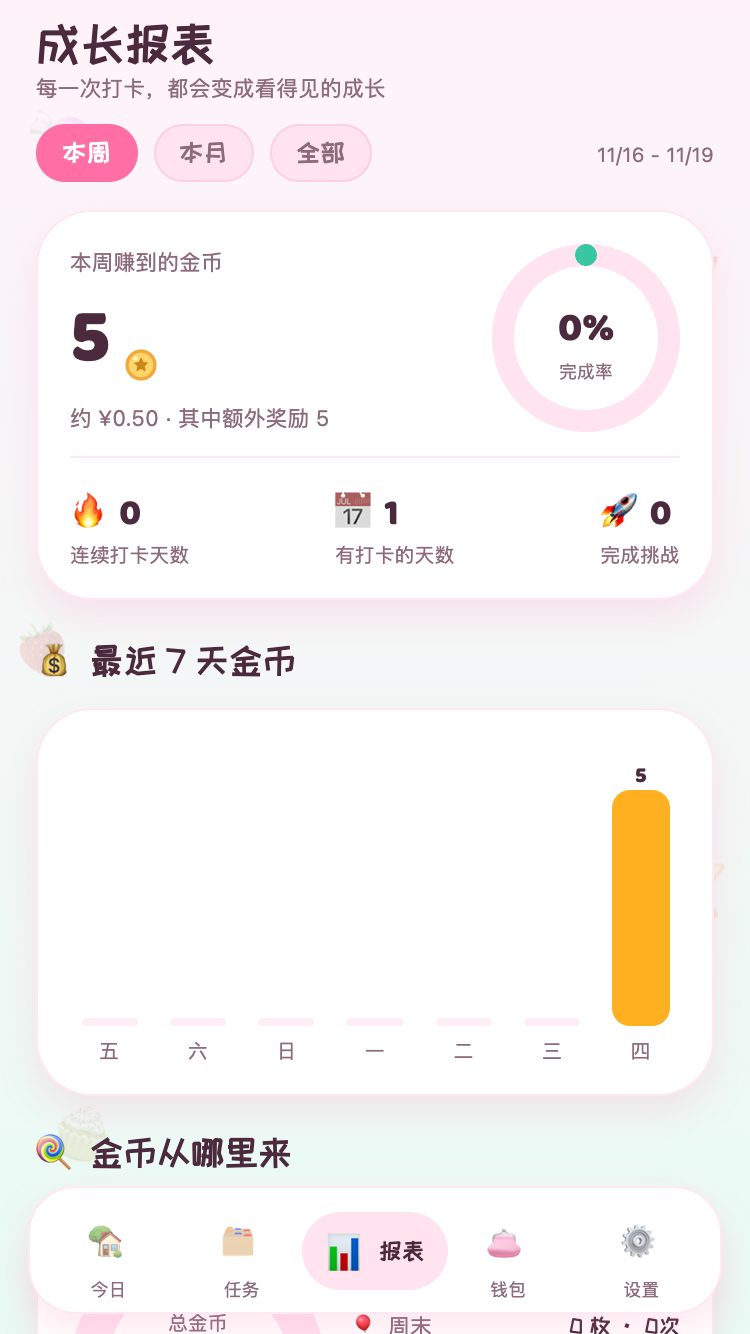 成长报表
每一次打卡，都会变成看得见的成长
本周 本月 全部 11/16 - 11/19
本周赚到的金币
5
约 ¥0.50 · 其中额外奖励 5
0%
完成率
0
连续打卡天数
JUL
17
1
有打卡的天数
0
完成挑战
最近 7 天金币
5
五 六 日 一 二 三 四
金币从哪里来
今日 任务 报表 钱包 设置
总金币 周末 0 枚 · 0次